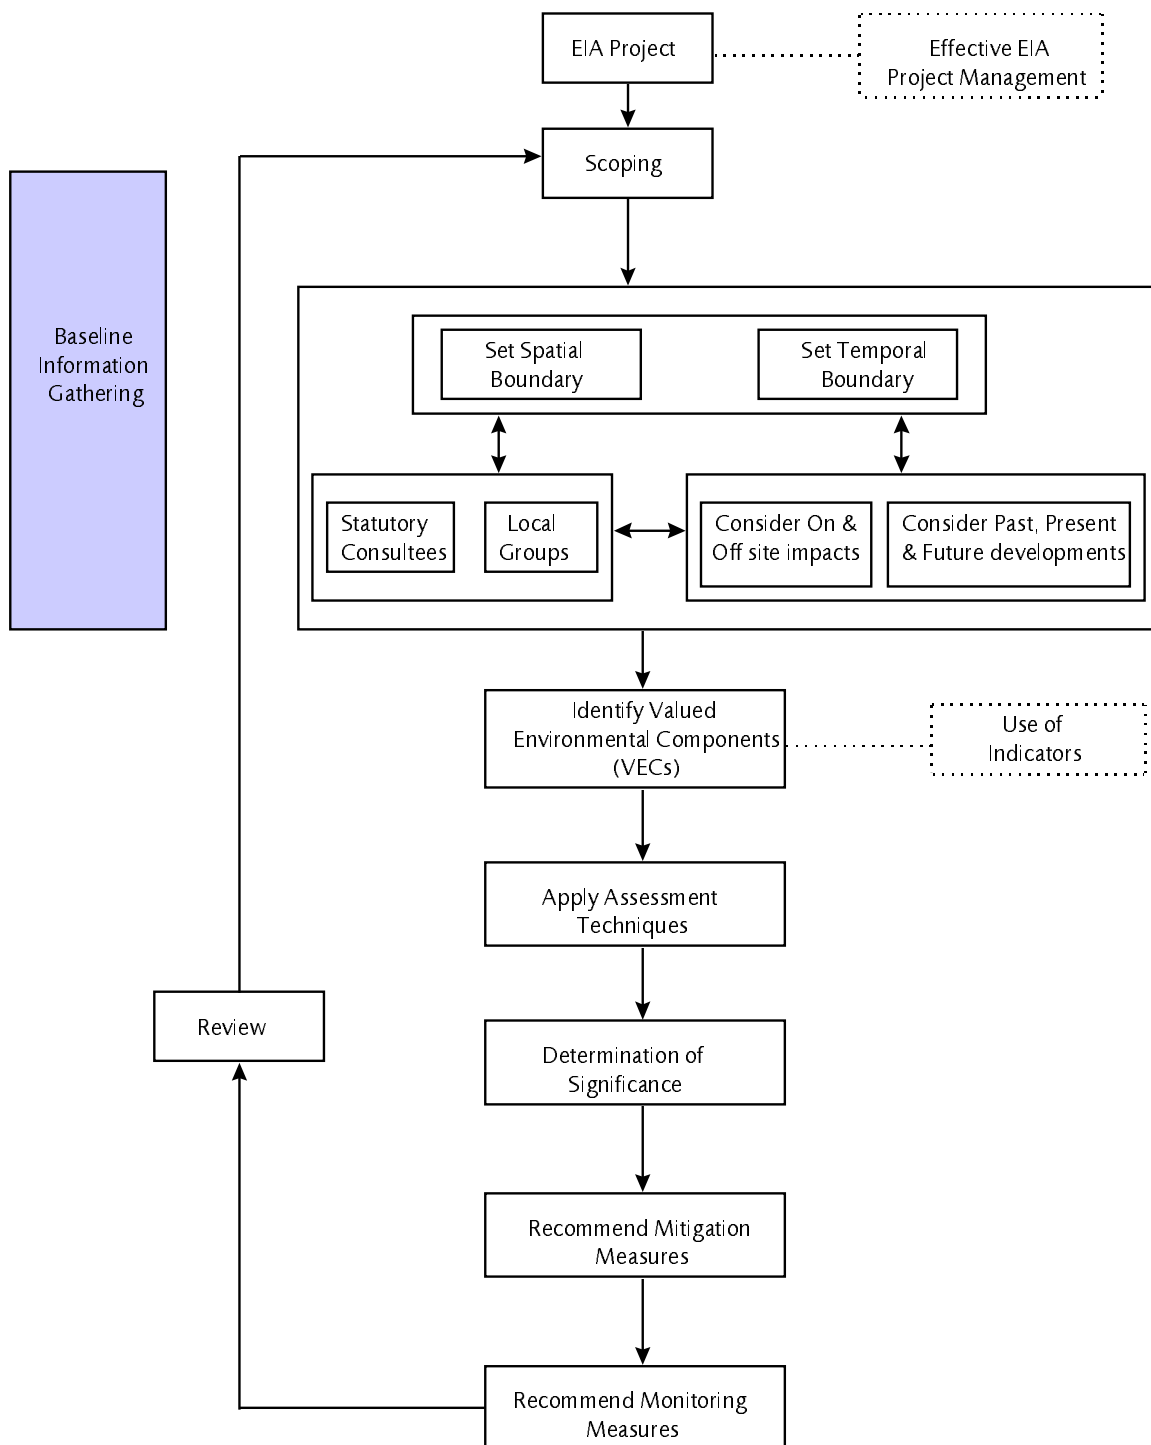 EIA Project
Effective EIA
Project Management
Scoping
Baseline
Information
Gathering
Set Spatial
Boundary
Set Temporal
Boundary
Statutory
Consultees
Local
Groups
Consider On &
Off site impacts
Consider Past, Present
& Future developments
Identify Valued
Environmental Components
(VECs)
Use of
Indicators
Apply Assessment
Techniques
Review
Determination of
Significance
Recommend Mitigation
Measures
Recommend Monitoring
Measures